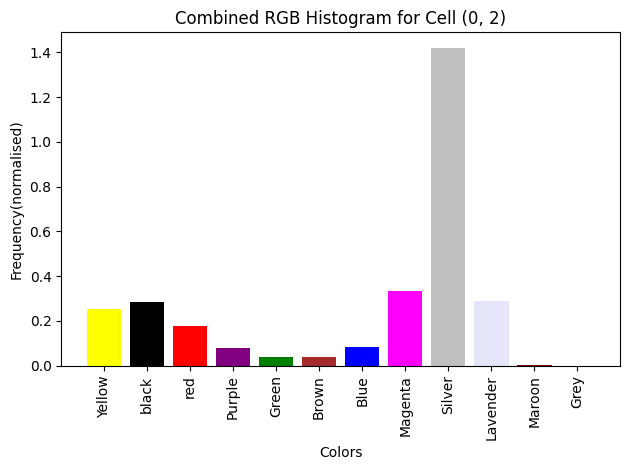 Combined RGB Histogram for Cell (0, 2)
Frequency(normalised)
1.4
1.2
1.0
0.8
0.6
0.4
0.2
0.0
Yellow
black
red
Purple
Green
Brown
Blue
Magenta
Silver
Lavender
Maroon
Grey
Colors